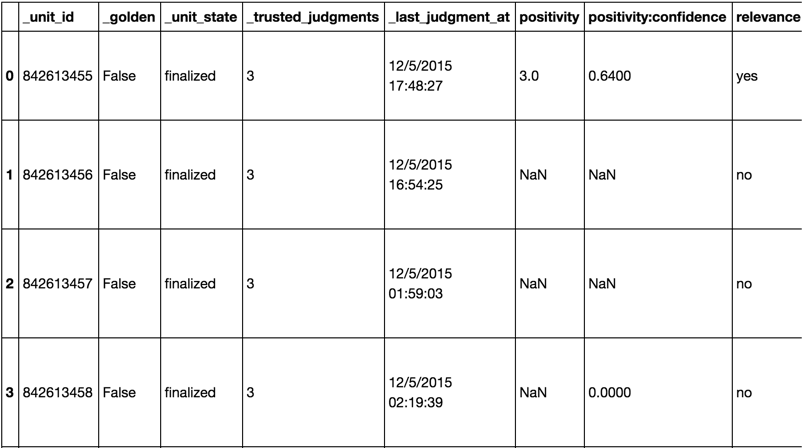 _unit_id _golden _unit_state _trusted_judgments _last_judgment_at positivity positivity:confidence relevance
0 842613455 False finalized 3 12/5/2015 17:48:27 3.0 0.6400 yes
1 842613456 False finalized 3 12/5/2015 16:54:25 NaN NaN no
2 842613457 False finalized 3 12/5/2015 01:59:03 NaN NaN no
3 842613458 False finalized 3 12/5/2015 02:19:39 NaN 0.0000 no